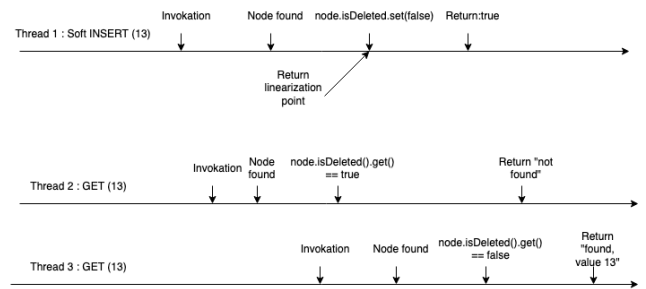 Invokation
Node found
node.isDeleted.set(false)
Return:true
Thread 1 : Soft INSERT (13)
Return
linearization
point
Invokation
Node
found
node.isDeleted().get()
== true
Return "not
found"
Thread 2 : GET (13)
Invokation
Node found
node.isDeleted().get()
== false
Return
"found,
value 13"
Thread 3 : GET (13)